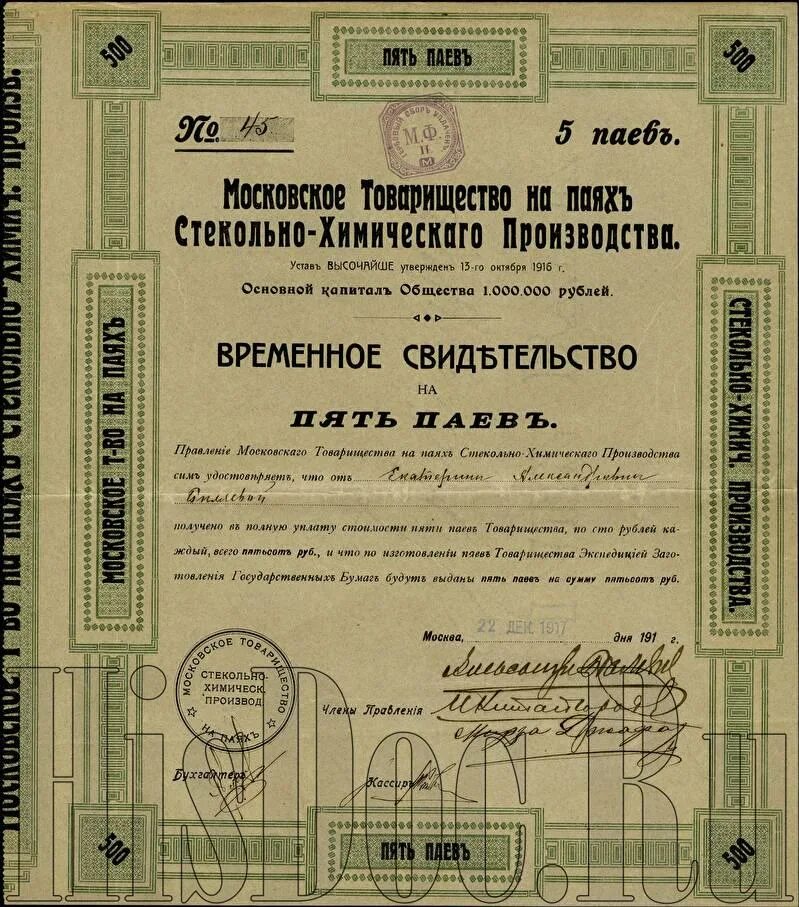 500
ПЯТЬ ПАЕВЪ
500
№ 45
ГЕРБОВЫЙ СБОРЪ УПЛАЧЕНЪ
М.Ф.
П.
М
5 паевъ.
Московское Товарищество на паяхъ
Стекольно-Химическаго Производства.
Уставъ ВЫСОЧАЙШЕ утвержденъ 13-го октября 1916 г.
Основной капиталъ Общества 1.000.000 рублей.
ВРЕМЕННОЕ СВИДѢТЕЛЬСТВО
НА
ПЯТЬ ПАЕВЪ.
Правленіе Московскаго Товарищества на паяхъ Стекольно-Химическаго Производства
симъ удостовѣряетъ, что отъ Екатерины Александровны
получено въ полную уплату стоимости пяти паевъ Товарищества, по сто рублей ка-
ждый, всего пятьсотъ руб., и что по изготовленіи паевъ Товарищества Экспедиціей Заго-
товленія Государственныхъ Бумагъ будутъ выданы пять паевъ на сумму пятьсотъ руб.
Москва, 22 ДЕК. 1917 дня 191 г.
МОСКОВСКОЕ ТОВАРИЩЕСТВО
СТЕКОЛЬНО-
ХИМИЧЕСК.
ПРОИЗВОД.
НА ПАЯХЪ
Члены Правленія
Бухгалтеръ
Кассиръ
МОСКОВСКОЕ Т-ВО НА ПАЯХЪ
СТЕКОЛЬНО-ХИМИЧ. ПРОИЗВОДСТВА.
500
ПЯТЬ ПАЕВЪ
500
HisDoc.Ru